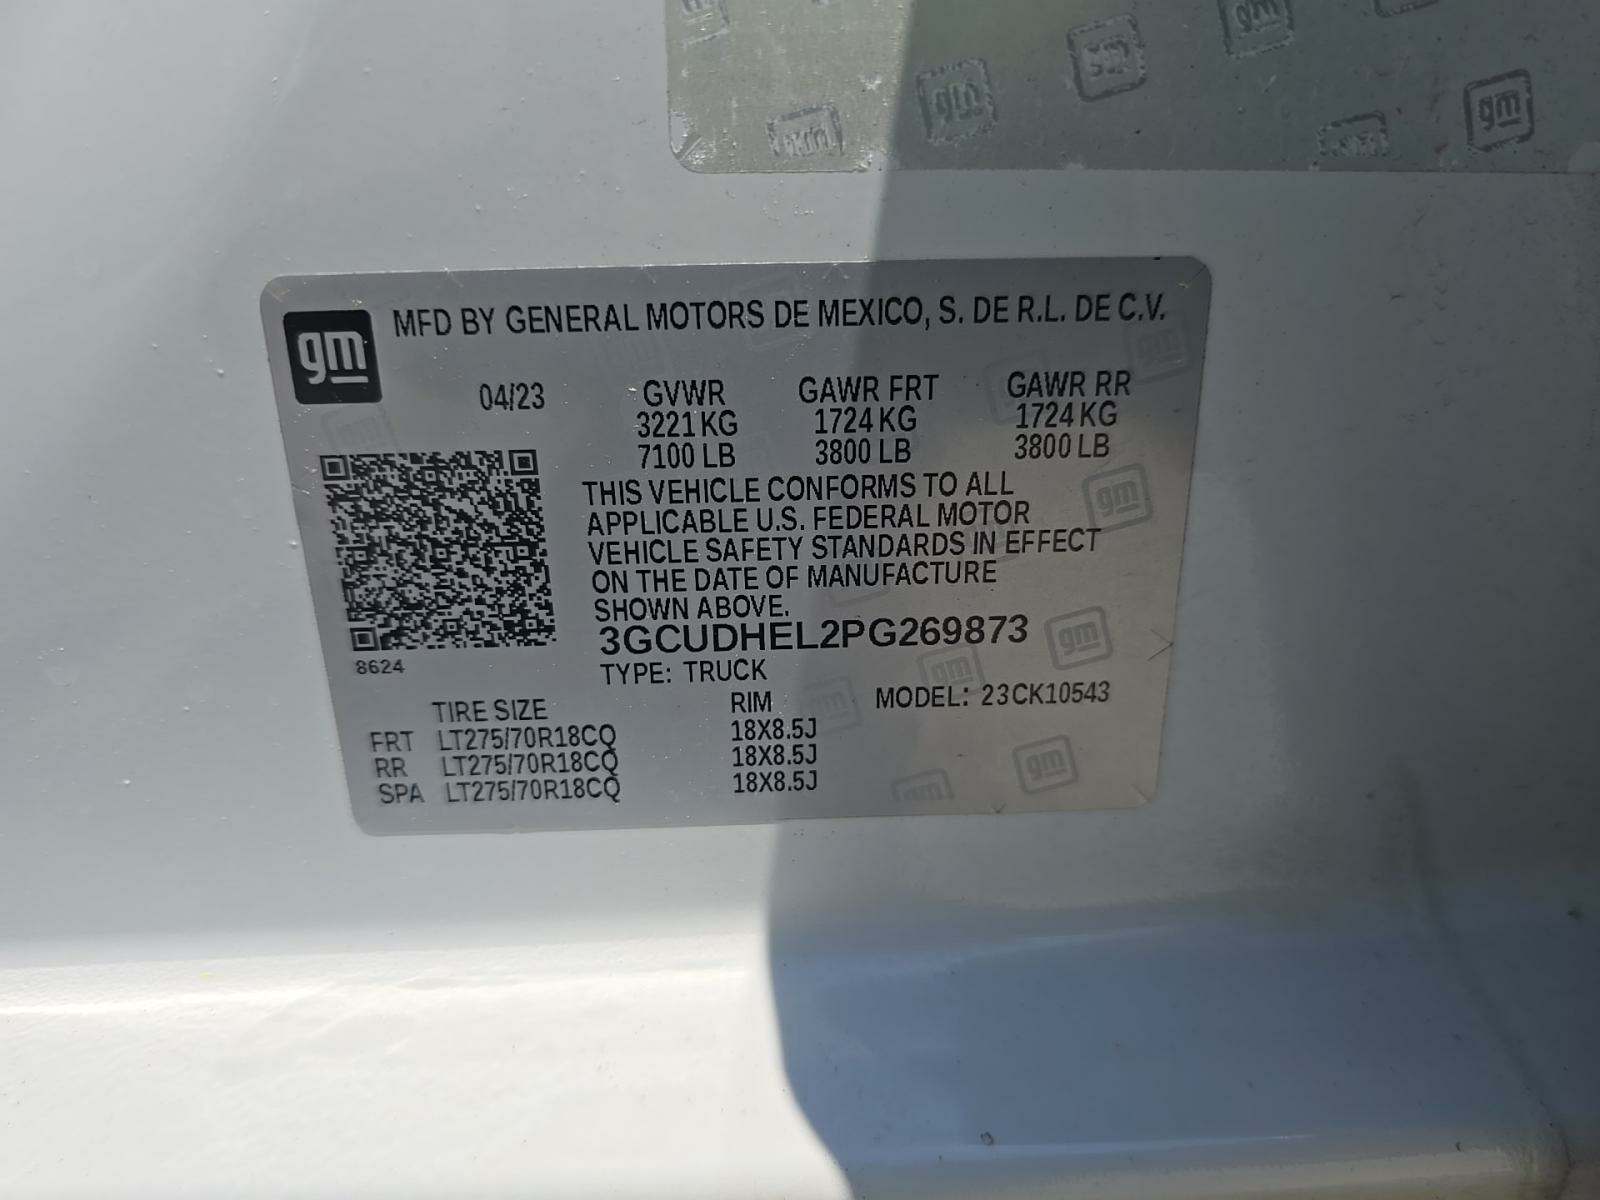 gm
MFD BY GENERAL MOTORS DE MEXICO, S. DE R.L. DE C.V.
04/23 GVWR GAWR FRT GAWR RR
3221 KG 1724 KG 1724 KG
7100 LB 3800 LB 3800 LB
THIS VEHICLE CONFORMS TO ALL
APPLICABLE U.S. FEDERAL MOTOR
VEHICLE SAFETY STANDARDS IN EFFECT
ON THE DATE OF MANUFACTURE
SHOWN ABOVE.
3GCUDHEL2PG269873
8624
TYPE: TRUCK
TIRE SIZE RIM MODEL: 23CK10543
FRT LT275/70R18CQ 18X8.5J
RR LT275/70R18CQ 18X8.5J
SPA LT275/70R18CQ 18X8.5J